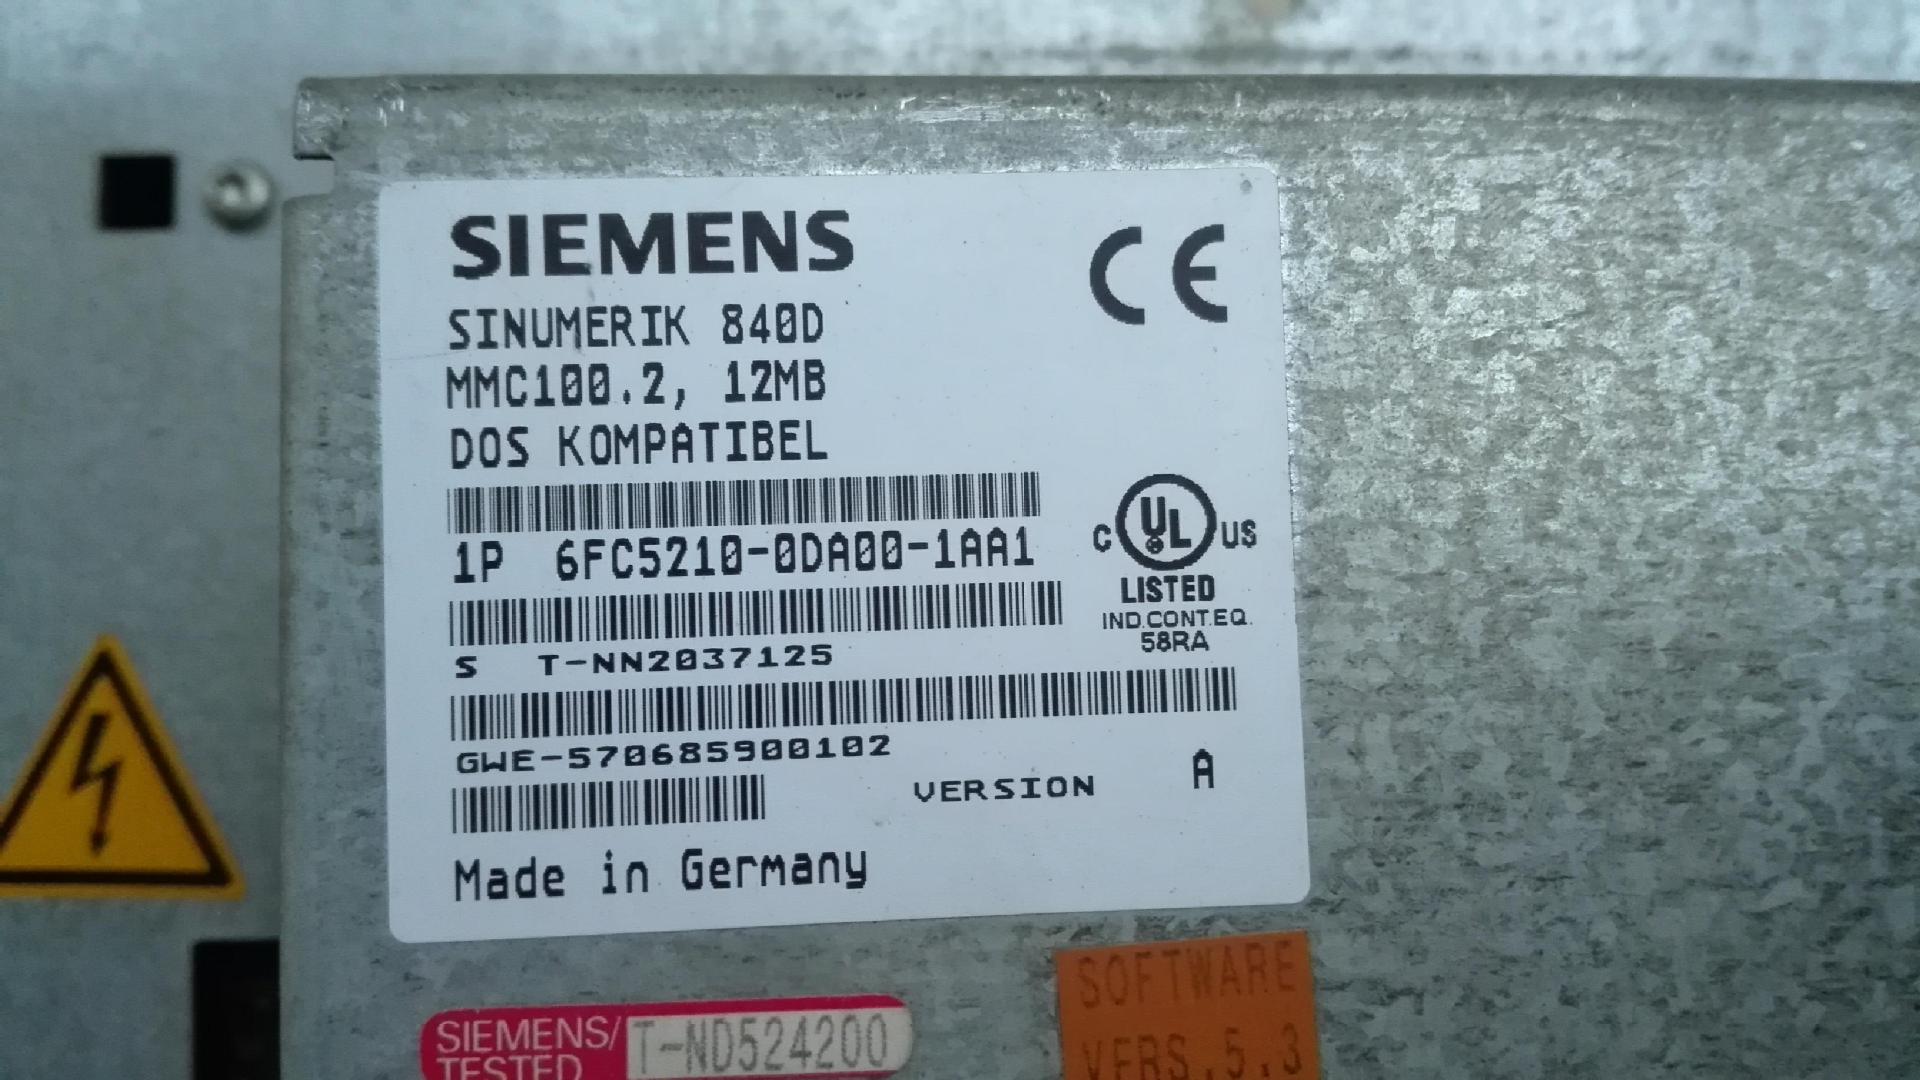 SIEMENS
CE
SINUMERIK 840D
MMC100.2, 12MB
DOS KOMPATIBEL
1P 6FC5210-0DA00-1AA1
C UL US
LISTED
IND.CONT.EQ.
58RA
S T-NN2037125
GWE-570685900102
VERSION A
Made in Germany
SIEMENS/
TESTED
T-ND524200
SOFTWARE
VERS.5.3